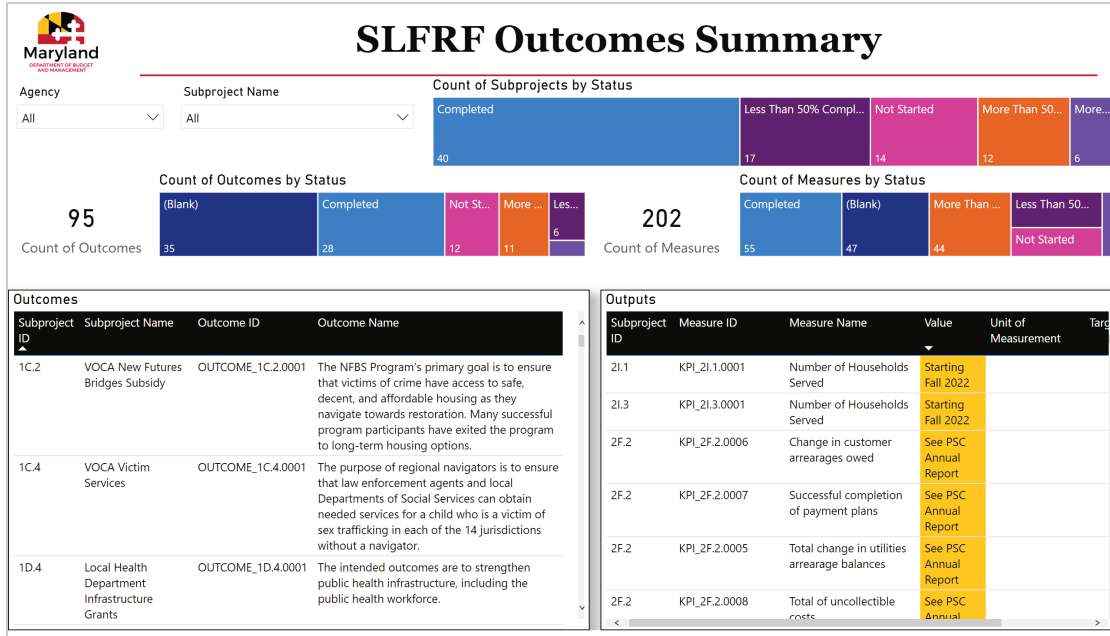 Maryland
DEPARTMENT OF BUDGET
AND MANAGEMENT
SLFRF Outcomes Summary
Agency
All
Subproject Name
All
Count of Subprojects by Status
Completed
40
Less Than 50% Compl...
17
Not Started
14
More Than 50...
12
More...
6
95
Count of Outcomes
Count of Outcomes by Status
(Blank)
35
Completed
28
Not St...
12
More ...
11
Les...
6
202
Count of Measures
Count of Measures by Status
Completed
55
(Blank)
47
More Than ...
44
Less Than 50...
Not Started
Outcomes
Subproject Subproject Name Outcome ID Outcome Name
ID
1C.2 VOCA New Futures OUTCOME_1C.2.0001 The NFBS Program's primary goal is to ensure
Bridges Subsidy that victims of crime have access to safe,
decent, and affordable housing as they
navigate towards restoration. Many successful
program participants have exited the program
to long-term housing options.
1C.4 VOCA Victim OUTCOME_1C.4.0001 The purpose of regional navigators is to ensure
Services that law enforcement agents and local
Departments of Social Services can obtain
needed services for a child who is a victim of
sex trafficking in each of the 14 jurisdictions
without a navigator.
1D.4 Local Health OUTCOME_1D.4.0001 The intended outcomes are to strengthen
Department public health infrastructure, including the
Infrastructure public health workforce.
Grants
Outputs
Subproject Measure ID Measure Name Value Unit of Targ
ID Measurement
2I.1 KPI_2I.1.0001 Number of Households Starting
Served Fall 2022
2I.3 KPI_2I.3.0001 Number of Households Starting
Served Fall 2022
2F.2 KPI_2F.2.0006 Change in customer See PSC
arrearages owed Annual
Report
2F.2 KPI_2F.2.0007 Successful completion See PSC
of payment plans Annual
Report
2F.2 KPI_2F.2.0005 Total change in utilities See PSC
arrearage balances Annual
Report
2F.2 KPI_2F.2.0008 Total of uncollectible See PSC
costs Annual